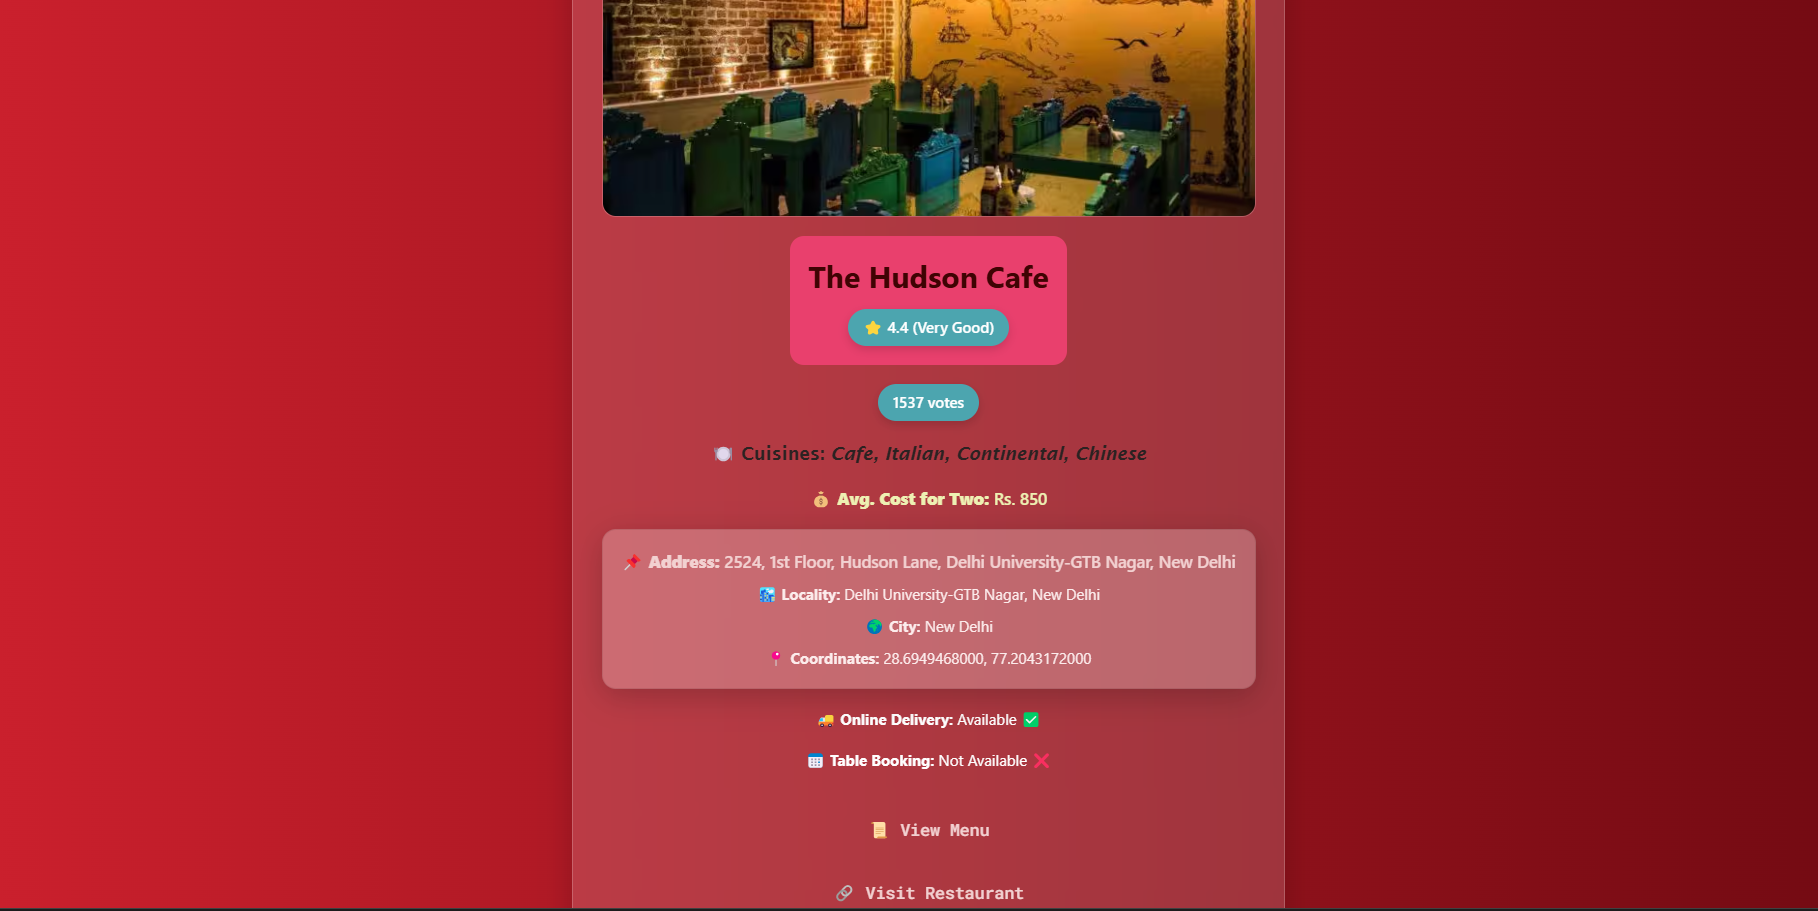 The Hudson Cafe
⭐ 4.4 (Very Good)
1537 votes
🍽️ Cuisines: Cafe, Italian, Continental, Chinese
💰 Avg. Cost for Two: Rs. 850
📌 Address: 2524, 1st Floor, Hudson Lane, Delhi University-GTB Nagar, New Delhi
🏙️ Locality: Delhi University-GTB Nagar, New Delhi
🌍 City: New Delhi
📍 Coordinates: 28.6949468000, 77.2043172000
🚚 Online Delivery: Available ✅
📅 Table Booking: Not Available ❌
📜 View Menu
🔗 Visit Restaurant